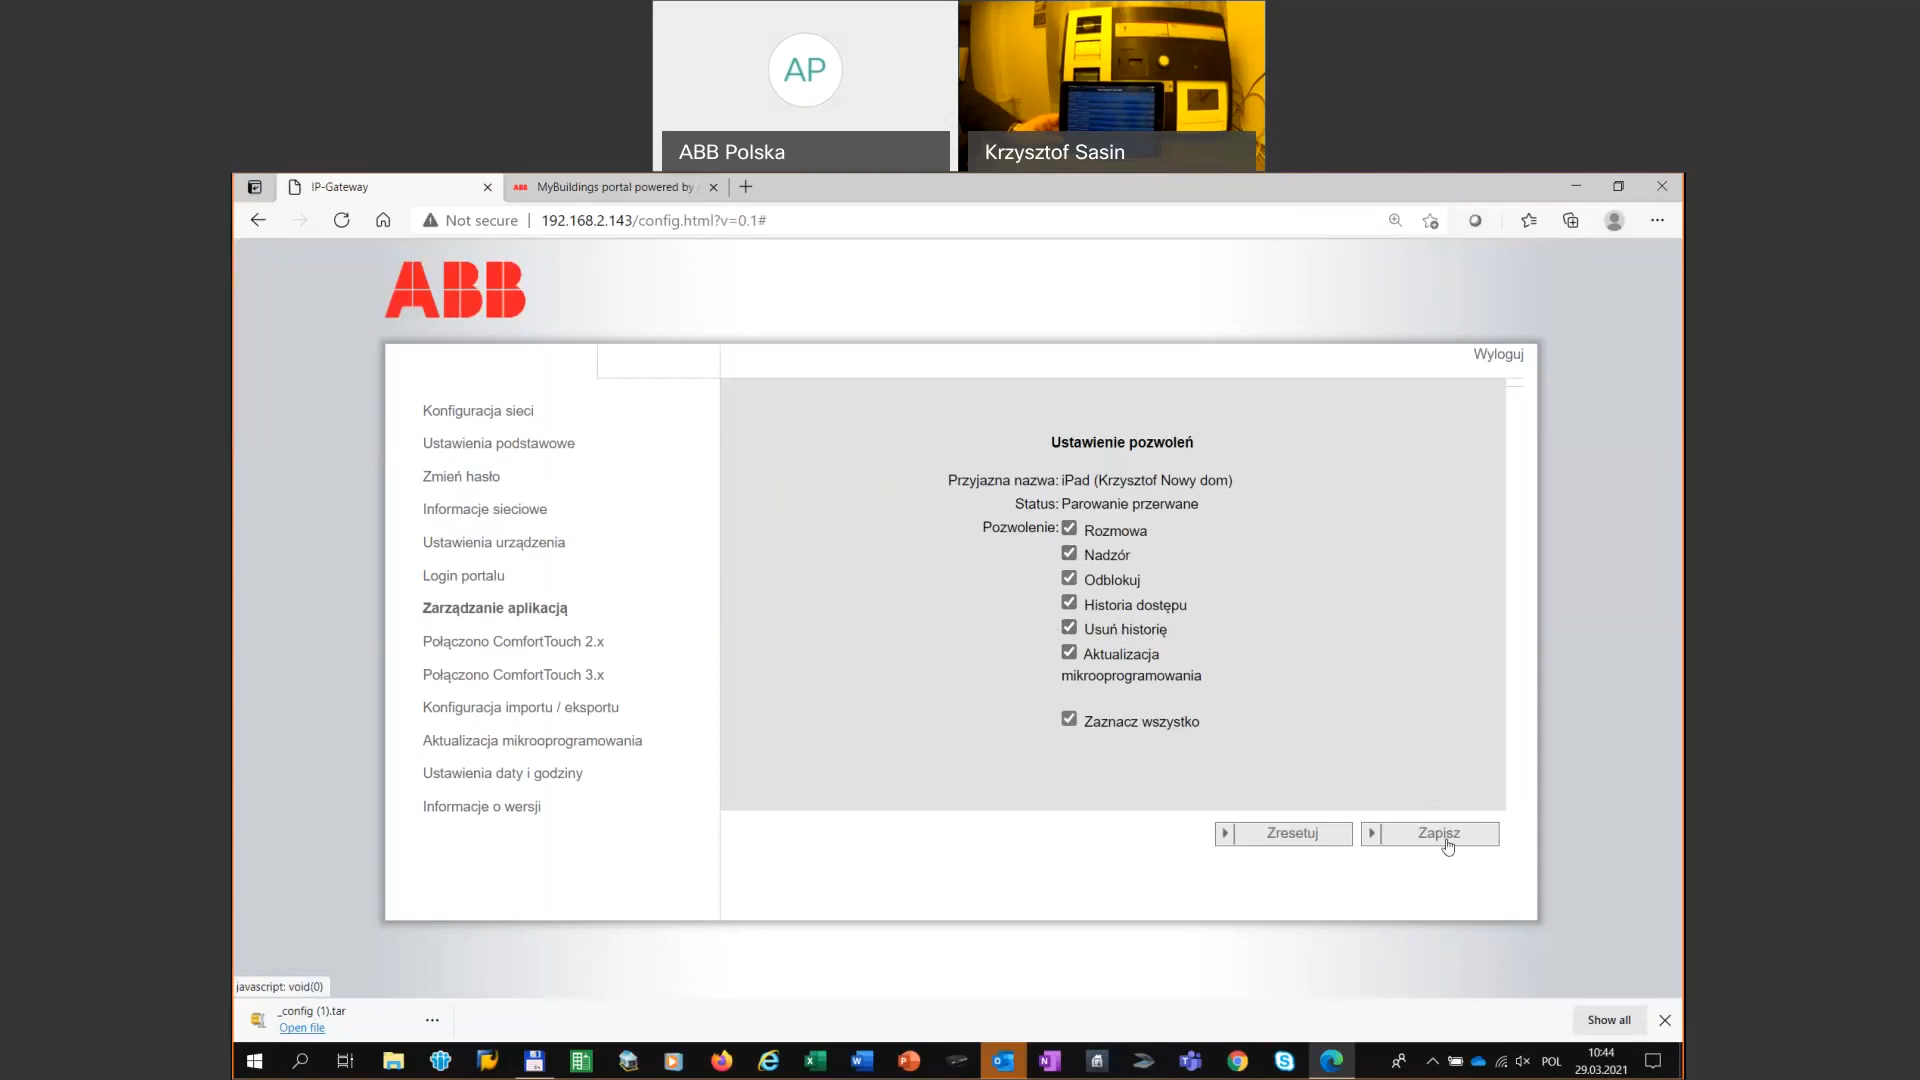 AP
ABB Polska
Krzysztof Sasin
IP-Gateway
ABB MyBuildings portal powered by
Not secure 192.168.2.143/config.html?v=0.1#
ABB
Wyloguj
Konfiguracja sieci
Ustawienia podstawowe
Zmień hasło
Informacje sieciowe
Ustawienia urządzenia
Login portalu
Zarządzanie aplikacją
Połączono ComfortTouch 2.x
Połączono ComfortTouch 3.x
Konfiguracja importu / eksportu
Aktualizacja mikrooprogramowania
Ustawienia daty i godziny
Informacje o wersji
Ustawienie pozwoleń
Przyjazna nazwa: iPad (Krzysztof Nowy dom)
Status: Parowanie przerwane
Pozwolenie: Rozmowa
Nadzór
Odblokuj
Historia dostępu
Usuń historię
Aktualizacja
mikrooprogramowania
Zaznacz wszystko
Zresetuj
Zapisz
javascript: void(0)
_config (1).tar
Open file
Show all
POL
10:44
29.03.2021